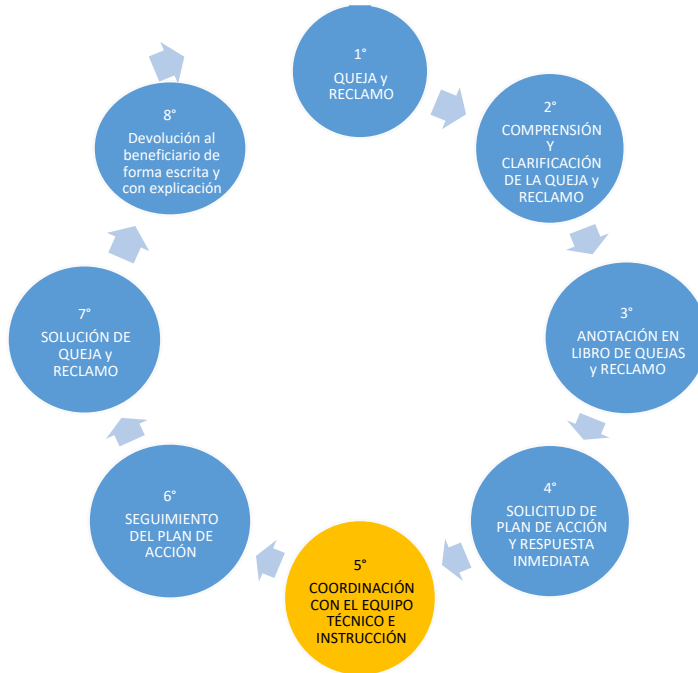 1°
QUEJA y
RECLAMO
2°
COMPRENSIÓN
Y
CLARIFICACIÓN
DE LA QUEJA y
RECLAMO
3°
ANOTACIÓN EN
LIBRO DE QUEJAS
y RECLAMO
4°
SOLICITUD DE
PLAN DE ACCIÓN
Y RESPUESTA
INMEDIATA
5°
COORDINACIÓN
CON EL EQUIPO
TÉCNICO E
INSTRUCCIÓN
6°
SEGUIMIENTO
DEL PLAN DE
ACCIÓN
7°
SOLUCIÓN DE
QUEJA y
RECLAMO
8°
Devolución al
beneficiario de
forma escrita y
con explicación